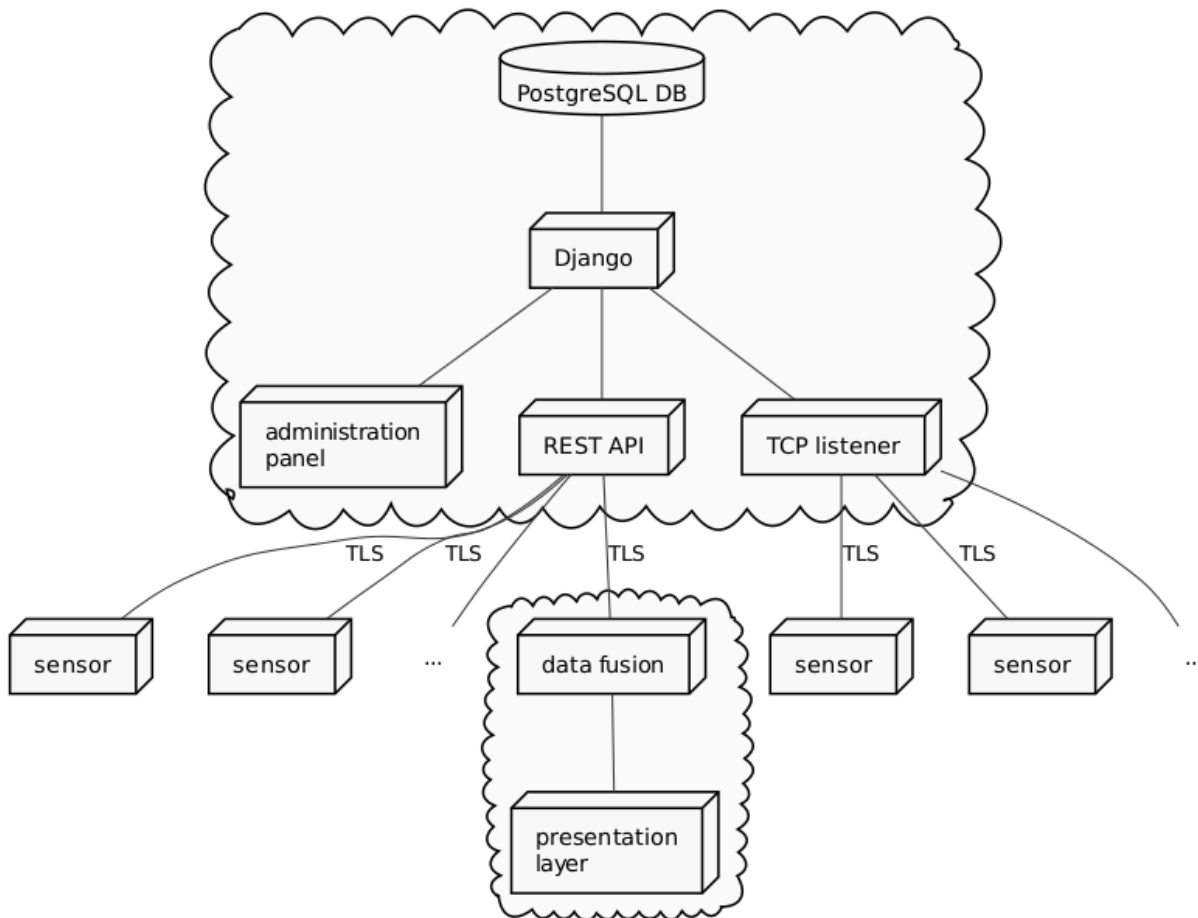 PostgreSQL DB
Django
administration
panel
REST API
TCP listener
TLS
TLS
TLS
TLS
TLS
sensor
sensor
...
data fusion
sensor
sensor
..
presentation
layer